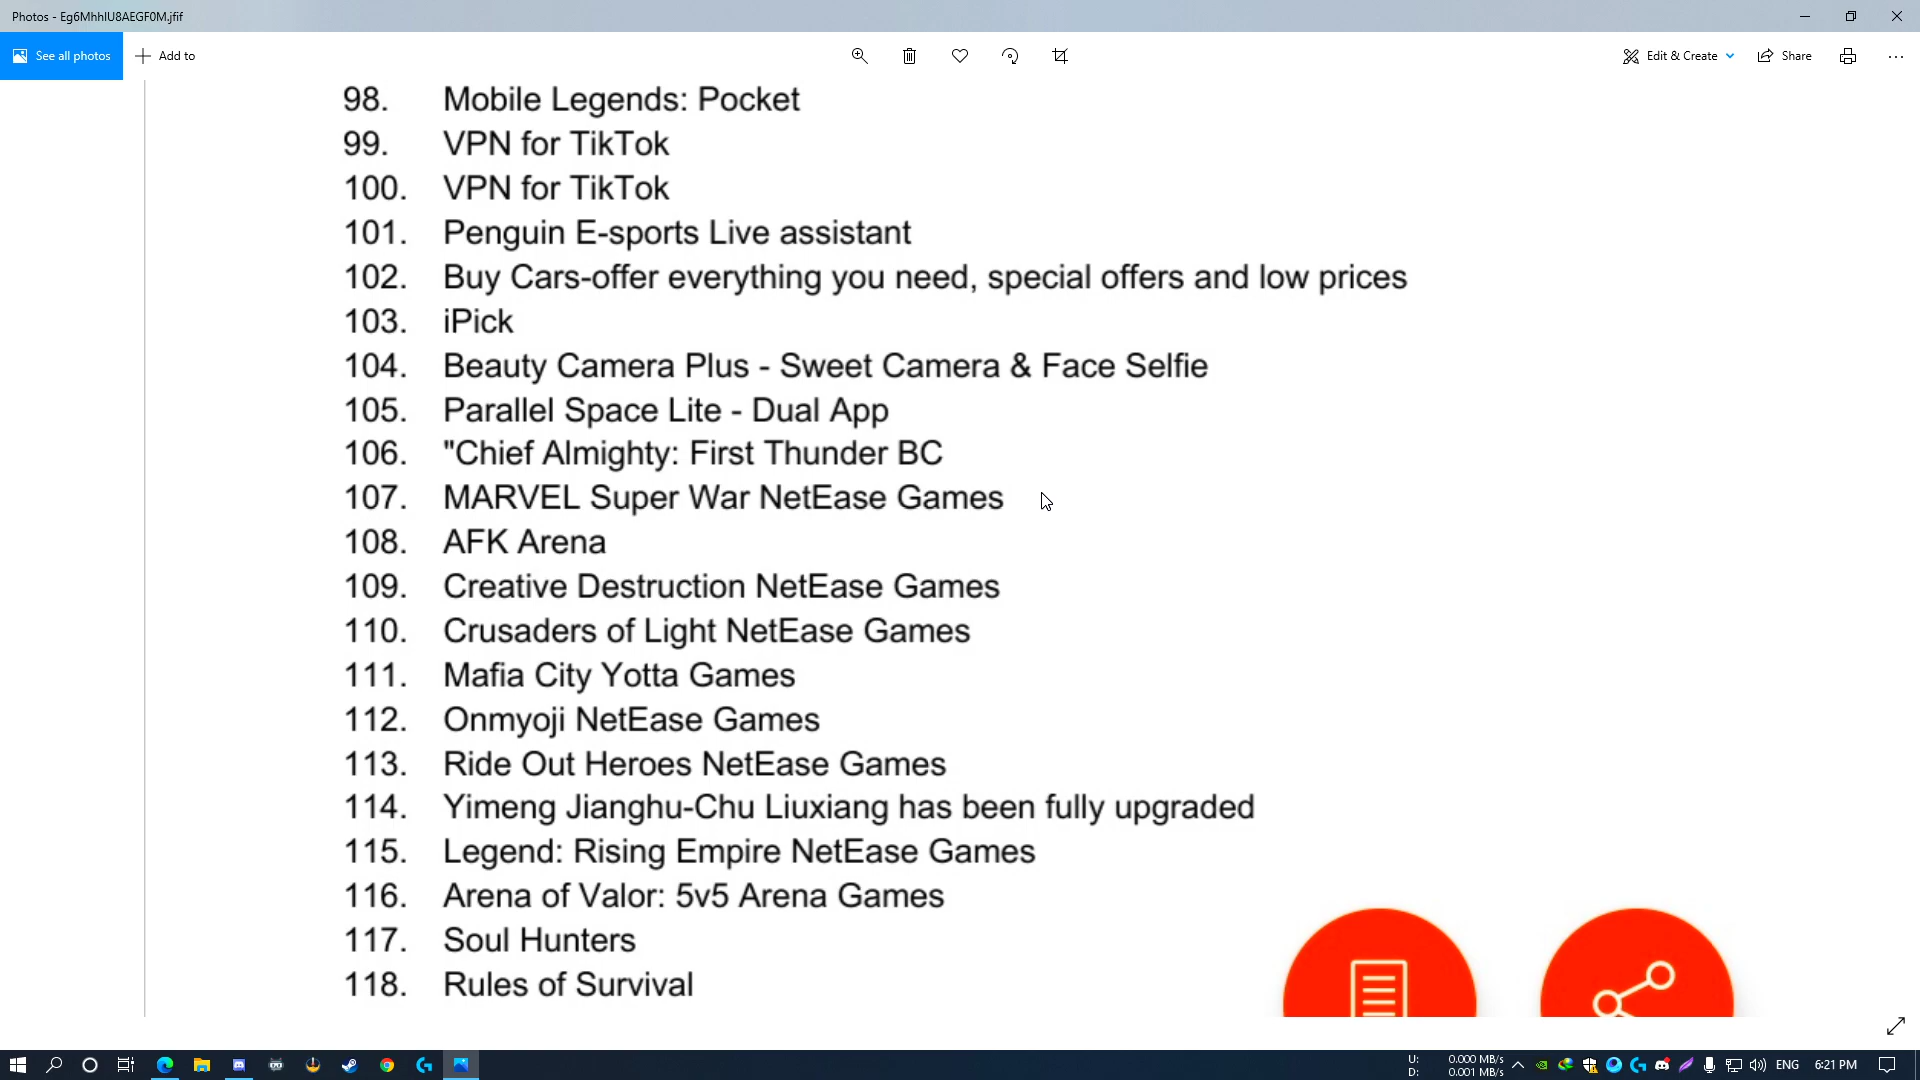 Photos - Eg6MhhIU8AEGF0M.jfif
See all photos
Add to
Edit & Create
Share
98. Mobile Legends: Pocket
99. VPN for TikTok
100. VPN for TikTok
101. Penguin E-sports Live assistant
102. Buy Cars-offer everything you need, special offers and low prices
103. iPick
104. Beauty Camera Plus - Sweet Camera & Face Selfie
105. Parallel Space Lite - Dual App
106. "Chief Almighty: First Thunder BC
107. MARVEL Super War NetEase Games
108. AFK Arena
109. Creative Destruction NetEase Games
110. Crusaders of Light NetEase Games
111. Mafia City Yotta Games
112. Onmyoji NetEase Games
113. Ride Out Heroes NetEase Games
114. Yimeng Jianghu-Chu Liuxiang has been fully upgraded
115. Legend: Rising Empire NetEase Games
116. Arena of Valor: 5v5 Arena Games
117. Soul Hunters
118. Rules of Survival
U: 0.000 MB/s
D: 0.001 MB/s
ENG
6:21 PM